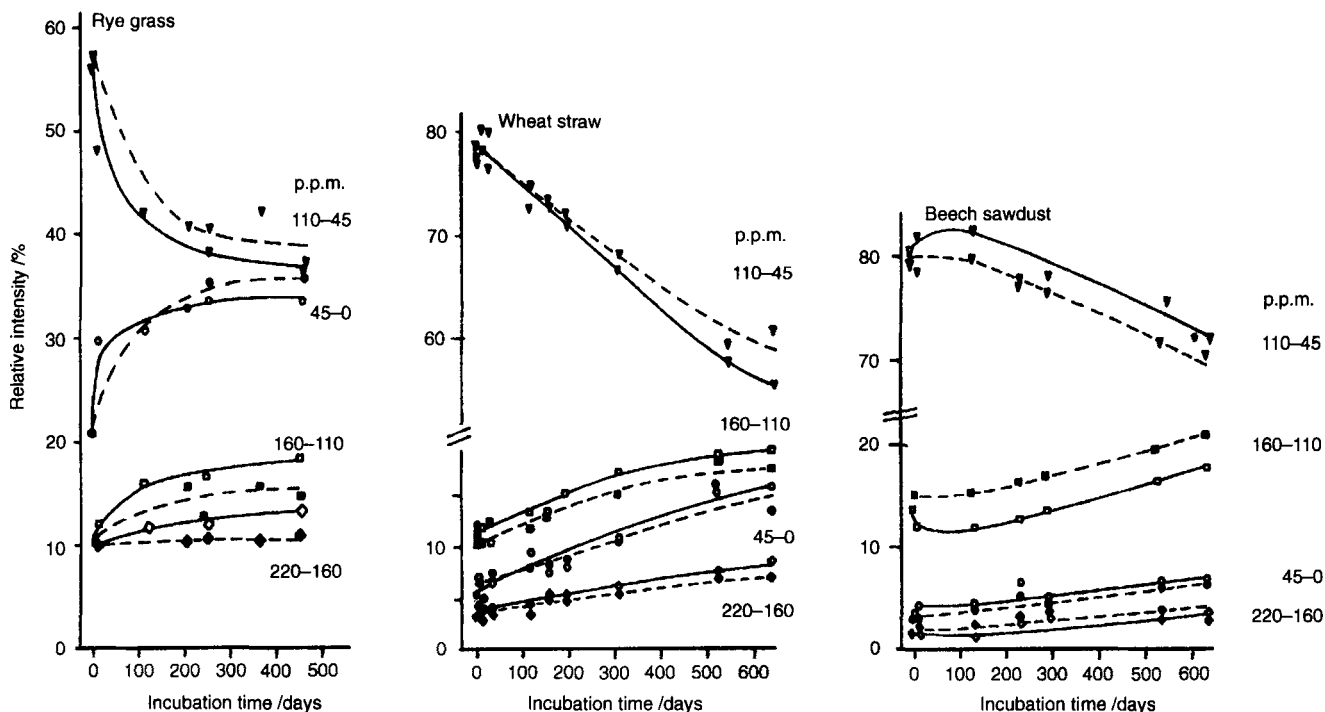 Rye grass
Relative intensity /%
60
50
40
30
20
10
0
p.p.m.
110–45
45–0
160–110
220–160
0 100 200 300 400 500
Incubation time /days
Wheat straw
80
70
60
10
0
p.p.m.
110–45
160–110
45–0
220–160
0 100 200 300 400 500 600
Incubation time /days
Beech sawdust
80
70
20
10
0
p.p.m.
110–45
160–110
45–0
220–160
0 100 200 300 400 500 600
Incubation time /days